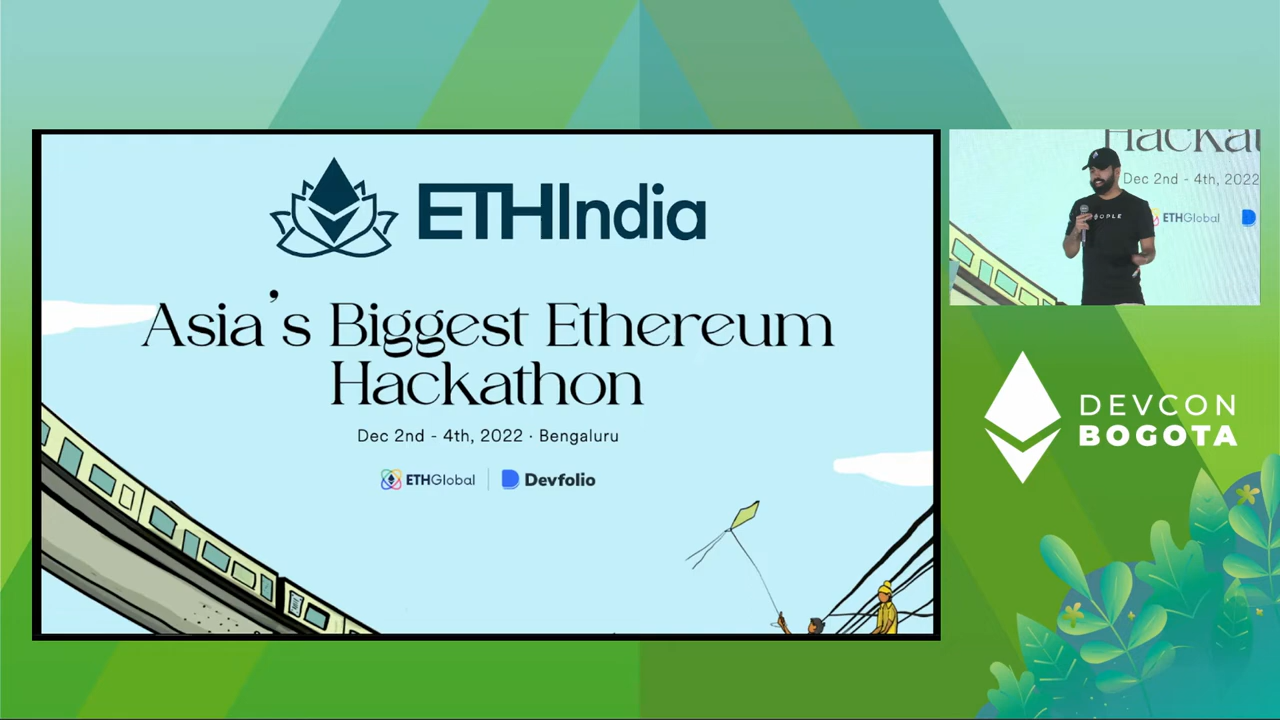 ETHIndia
Asia's Biggest Ethereum
Hackathon
Dec 2nd - 4th, 2022 · Bengaluru
ETHGlobal
Devfolio
Dec 2nd - 4th, 2022
ETHGlobal
DEVCON
BOGOTA